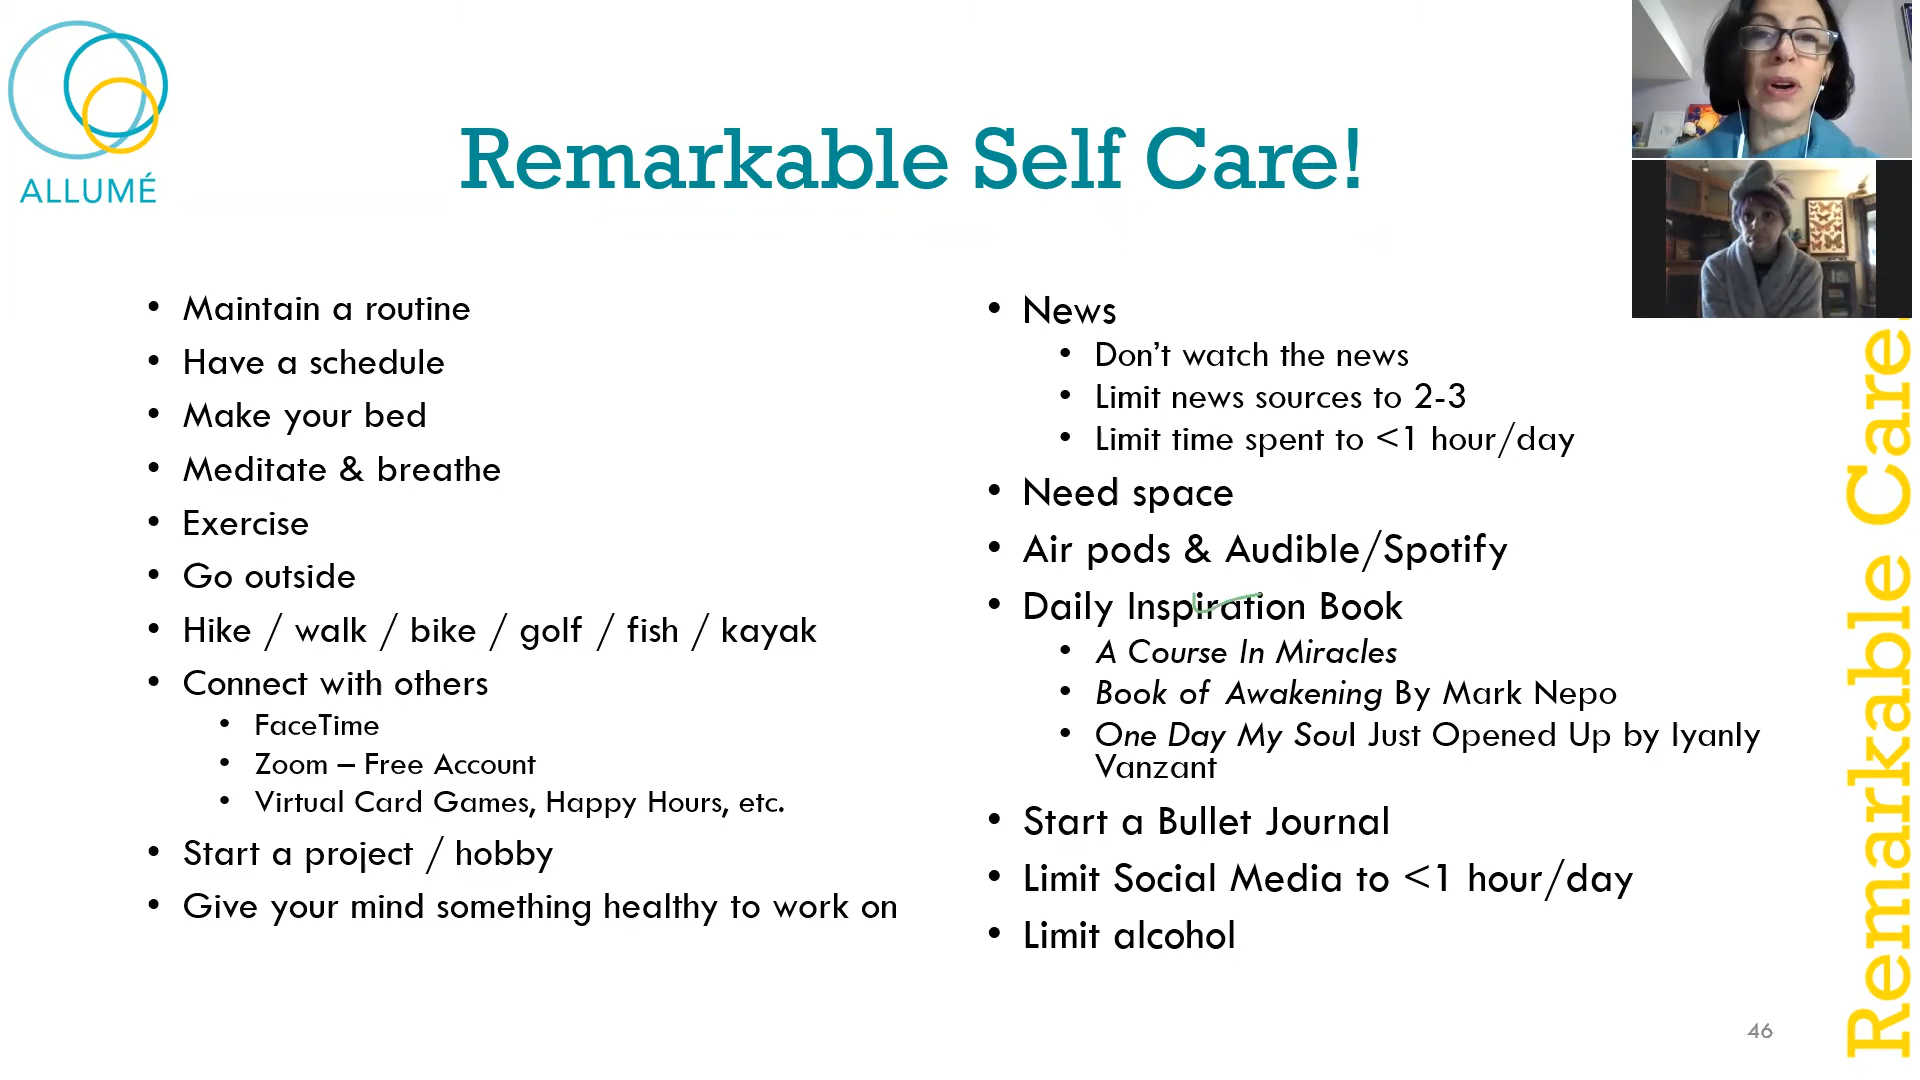 ALLUMÉ
Remarkable Self Care!
• Maintain a routine
• Have a schedule
• Make your bed
• Meditate & breathe
• Exercise
• Go outside
• Hike / walk / bike / golf / fish / kayak
• Connect with others
• FaceTime
• Zoom – Free Account
• Virtual Card Games, Happy Hours, etc.
• Start a project / hobby
• Give your mind something healthy to work on
• News
• Don’t watch the news
• Limit news sources to 2-3
• Limit time spent to <1 hour/day
• Need space
• Air pods & Audible/Spotify
• Daily Inspiration Book
• A Course In Miracles
• Book of Awakening By Mark Nepo
• One Day My Soul Just Opened Up by Iyanly
Vanzant
• Start a Bullet Journal
• Limit Social Media to <1 hour/day
• Limit alcohol
Remarkable Care
46